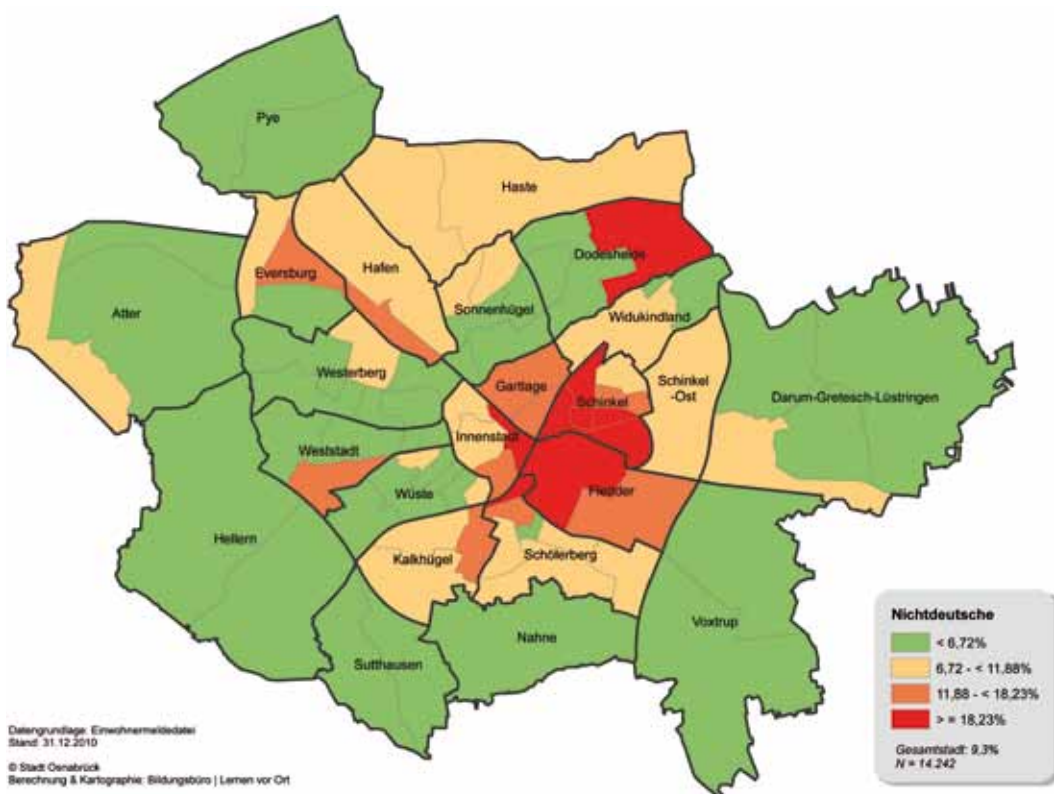 Pye
Haste
Dodesheide
Eversburg
Hafen
Sonnenhügel
Atter
Widukindland
Westerberg
Gartlage
Schinkel
Schinkel
-Ost
Darum-Gretesch-Lüstringen
Innenstadt
Weststadt
Wüste
Fledder
Hellern
Kalkhügel
Schölerberg
Voxtrup
Nahne
Sutthausen
Nichtdeutsche
< 6,72%
6,72 - < 11,88%
11,88 - < 18,23%
> = 18,23%
Gesamtstadt: 9,3%
N = 14.242
Datengrundlage: Einwohnermeldedatei
Stand: 31.12.2010
© Stadt Osnabrück
Berechnung & Kartographie: Bildungsbüro | Lernen vor Ort